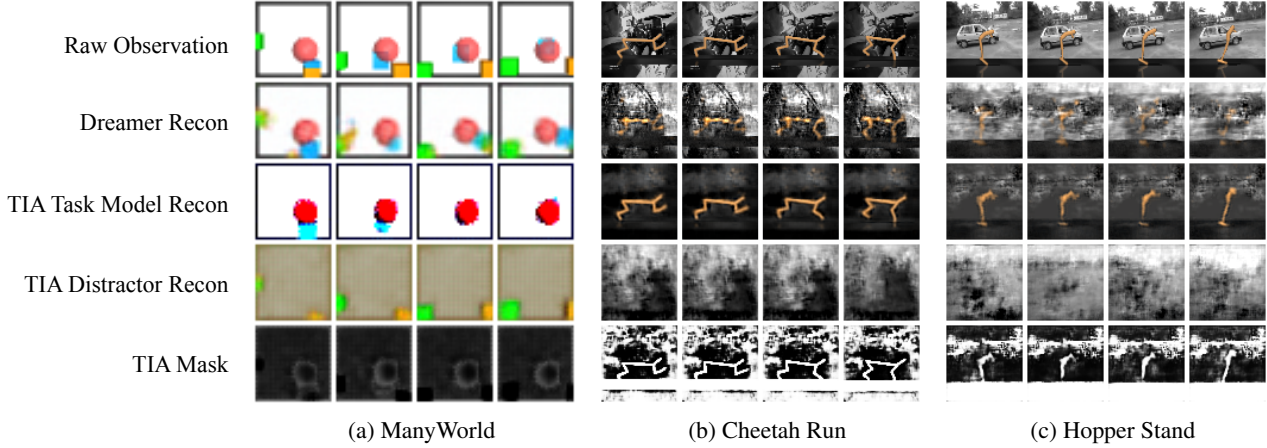 Raw Observation
Dreamer Recon
TIA Task Model Recon
TIA Distractor Recon
TIA Mask
(a) ManyWorld
(b) Cheetah Run
(c) Hopper Stand